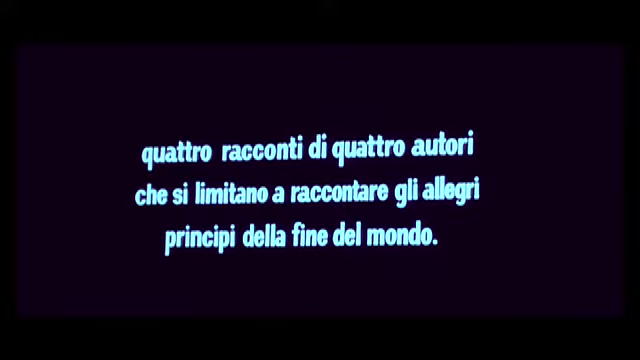 quattro racconti di quattro autori
che si limitano a raccontare gli allegri
principi della fine del mondo.